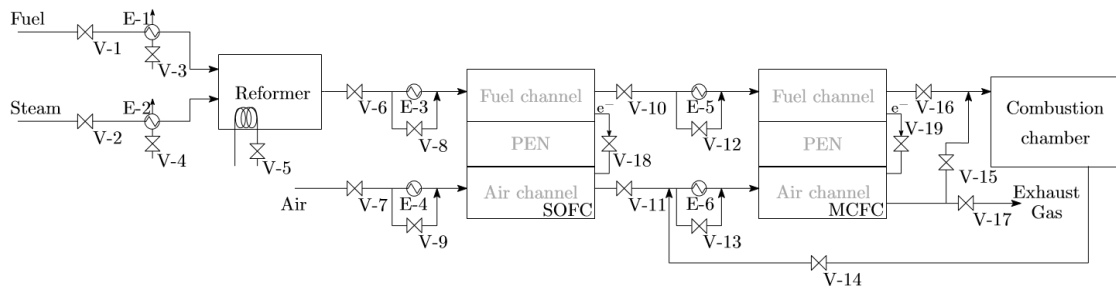 Fuel
E-1
V-1
V-3
Steam
E-2
V-2
V-4
Reformer
V-5
V-6
E-3
V-8
Air
V-7
E-4
V-9
Fuel channel
e⁻
PEN
V-18
Air channel
SOFC
V-10
E-5
V-12
V-11
E-6
V-13
Fuel channel
e⁻
PEN
V-19
Air channel
MCFC
V-16
V-15
V-17
Combustion
chamber
Exhaust
Gas
V-14